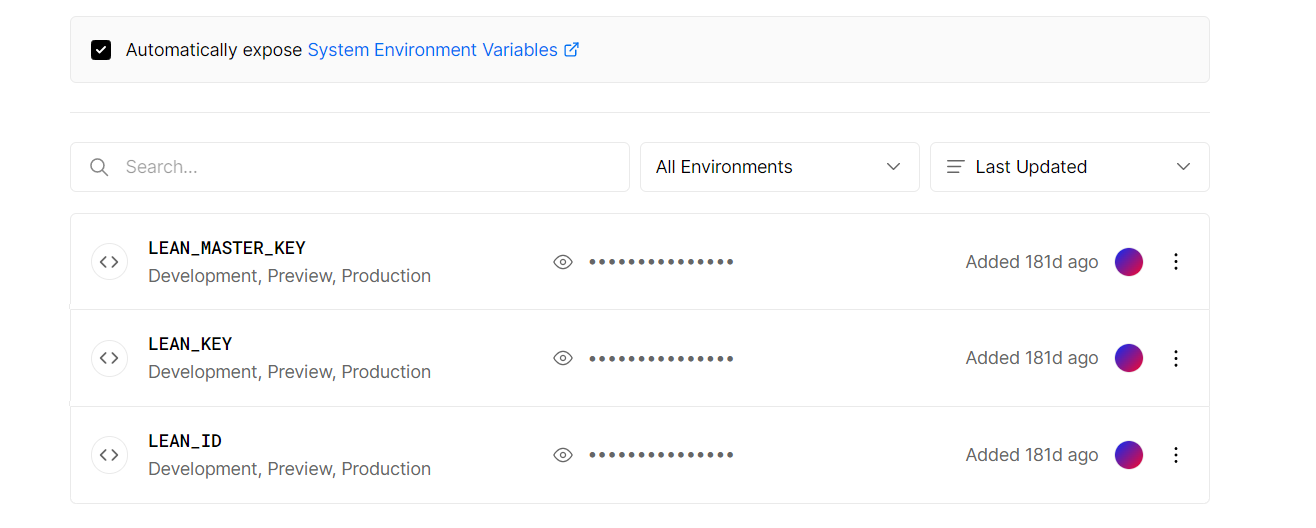 Automatically expose System Environment Variables
Search...
All Environments
Last Updated
LEAN_MASTER_KEY
Development, Preview, Production
•••••••••••••••
Added 181d ago
LEAN_KEY
Development, Preview, Production
•••••••••••••••
Added 181d ago
LEAN_ID
Development, Preview, Production
•••••••••••••••
Added 181d ago